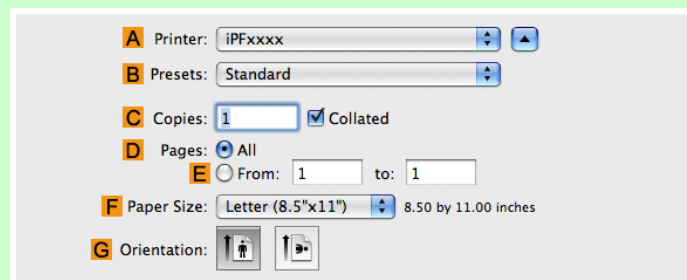 A Printer: iPFxxxx
B Presets: Standard
C Copies: 1 Collated
D Pages: All
E From: 1 to: 1
F Paper Size: Letter (8.5"x11") 8.50 by 11.00 inches
G Orientation: